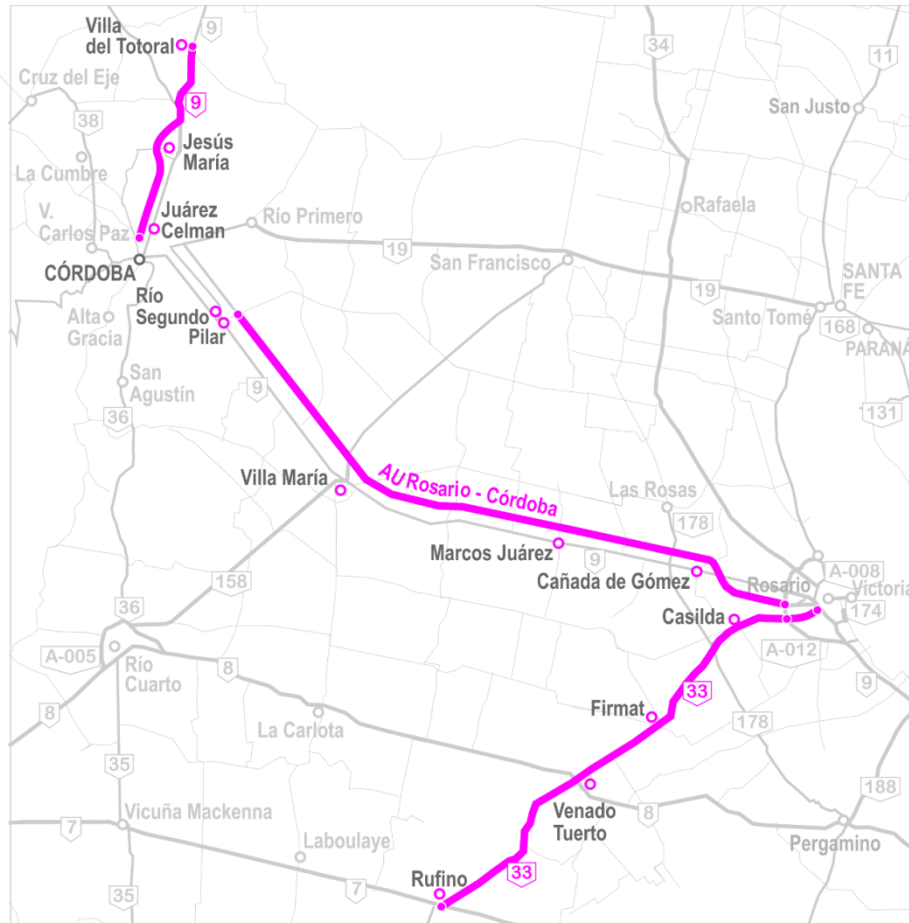 Villa
del Totoral
9
34
11
Cruz del Eje
9
San Justo
38
Jesús
María
La Cumbre
Rafaela
V.
Carlos Paz
Juárez
Celman
Río Primero
19
CÓRDOBA
San Francisco
19
SANTA
FE
Santo Tomé
168
PARANÁ
Río
Segundo
Pilar
Alta
Gracia
San
Agustín
9
36
131
Villa María
AU Rosario - Córdoba
Las Rosas
178
Marcos Juárez
9
Cañada de Gómez
A-008
Rosario
Victoria
174
158
36
Casilda
A-012
A-005
Río
Cuarto
8
33
9
8
La Carlota
Firmat
178
35
Venado
Tuerto
8
188
7
Vicuña Mackenna
Laboulaye
Pergamino
33
Rufino
7
35